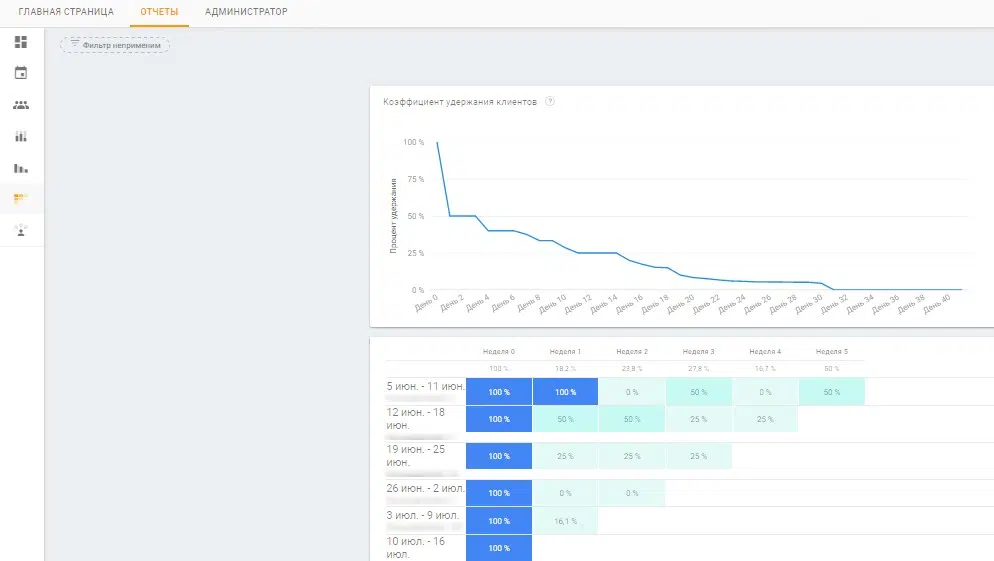 ГЛАВНАЯ СТРАНИЦА ОТЧЕТЫ АДМИНИСТРАТОР
Фильтр неприменим
Коэффициент удержания клиентов ?
Процент удержания
100 %
75 %
50 %
25 %
0 %
День 0 День 2 День 4 День 6 День 8 День 10 День 12 День 14 День 16 День 18 День 20 День 22 День 24 День 26 День 28 День 30 День 32 День 34 День 36 День 38 День 40
Неделя 0 Неделя 1 Неделя 2 Неделя 3 Неделя 4 Неделя 5
100 % 18,2 % 23,8 % 27,8 % 16,7 % 50 %
5 июн. - 11 июн. 100 % 100 % 0 % 50 % 0 % 50 %
12 июн. - 18
июн.
100 % 50 % 50 % 25 % 25 %
19 июн. - 25
июн.
100 % 25 % 25 % 25 %
26 июн. - 2 июл. 100 % 0 % 0 %
3 июл. - 9 июл. 100 % 16,1 %
10 июл. - 16
июл.
100 %